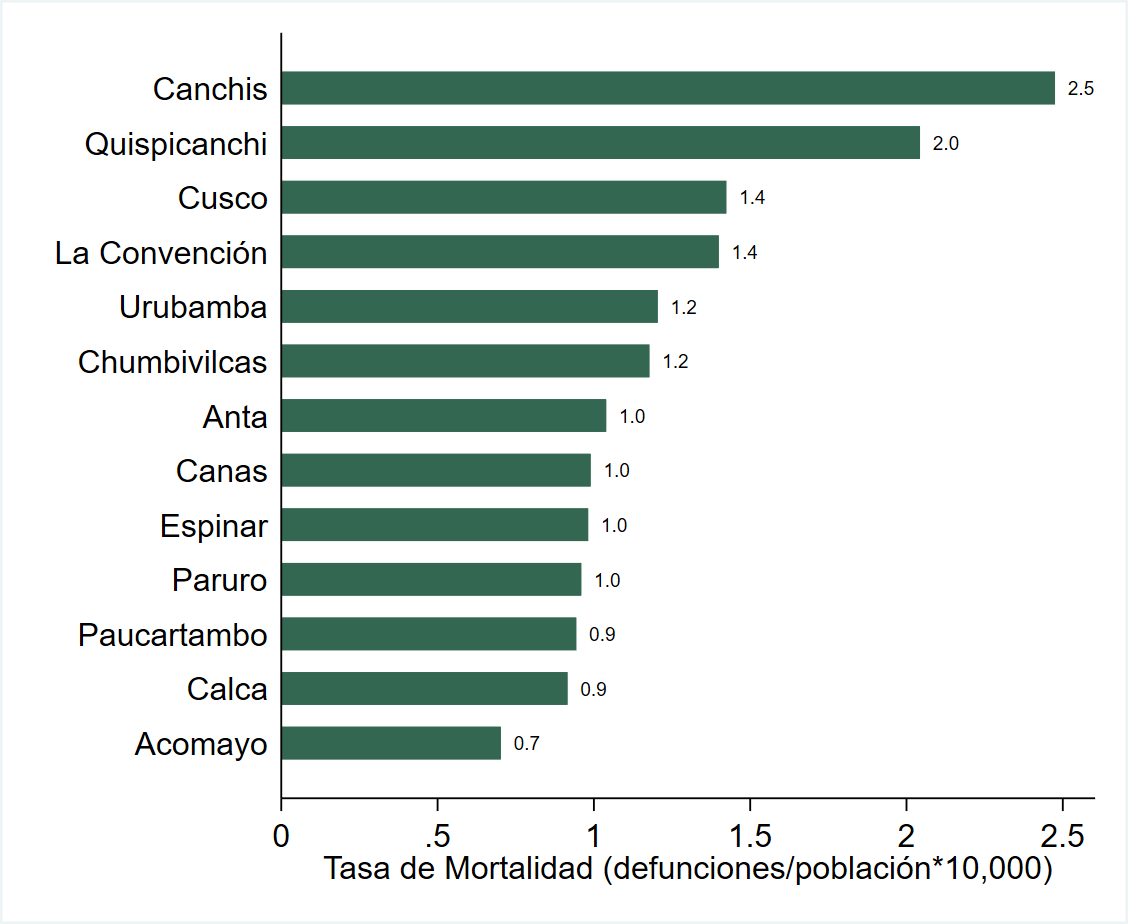 Canchis 2.5
Quispicanchi 2.0
Cusco 1.4
La Convención 1.4
Urubamba 1.2
Chumbivilcas 1.2
Anta 1.0
Canas 1.0
Espinar 1.0
Paruro 1.0
Paucartambo 0.9
Calca 0.9
Acomayo 0.7
0 .5 1 1.5 2 2.5
Tasa de Mortalidad (defunciones/población*10,000)